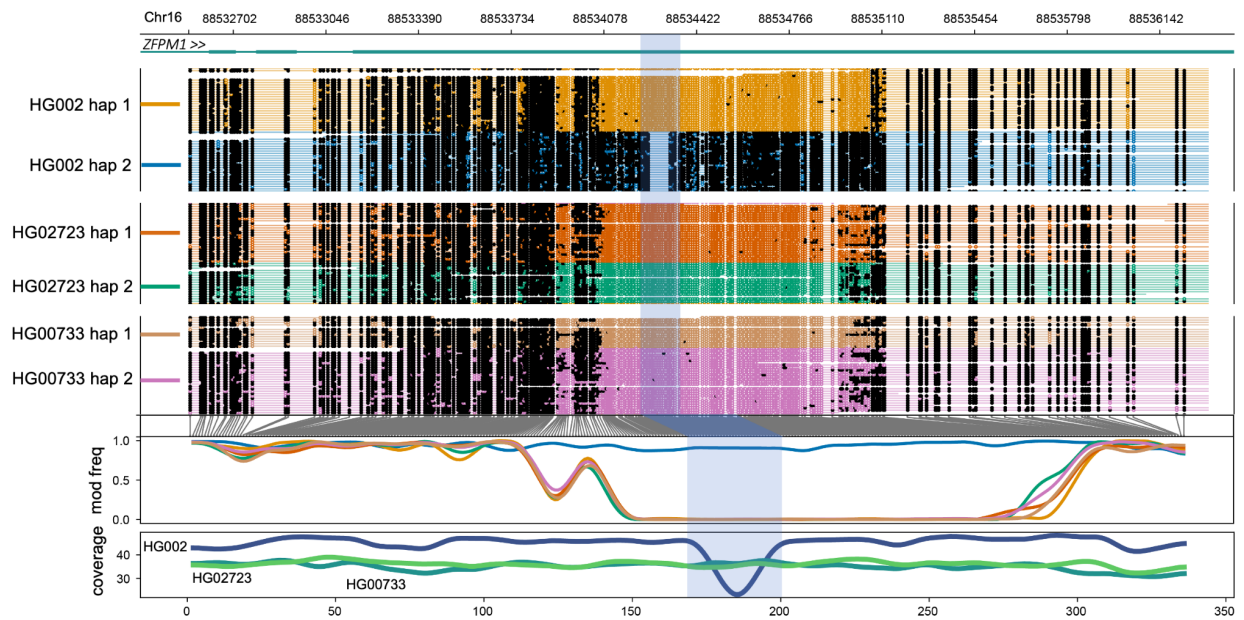 Chr16 88532702 88533046 88533390 88533734 88534078 88534422 88534766 88535110 88535454 88535798 88536142
ZFPM1 >>
HG002 hap 1
HG002 hap 2
HG02723 hap 1
HG02723 hap 2
HG00733 hap 1
HG00733 hap 2
mod freq
1.0
0.5
0.0
coverage
HG002
40
30
HG02723
HG00733
0 50 100 150 200 250 300 350